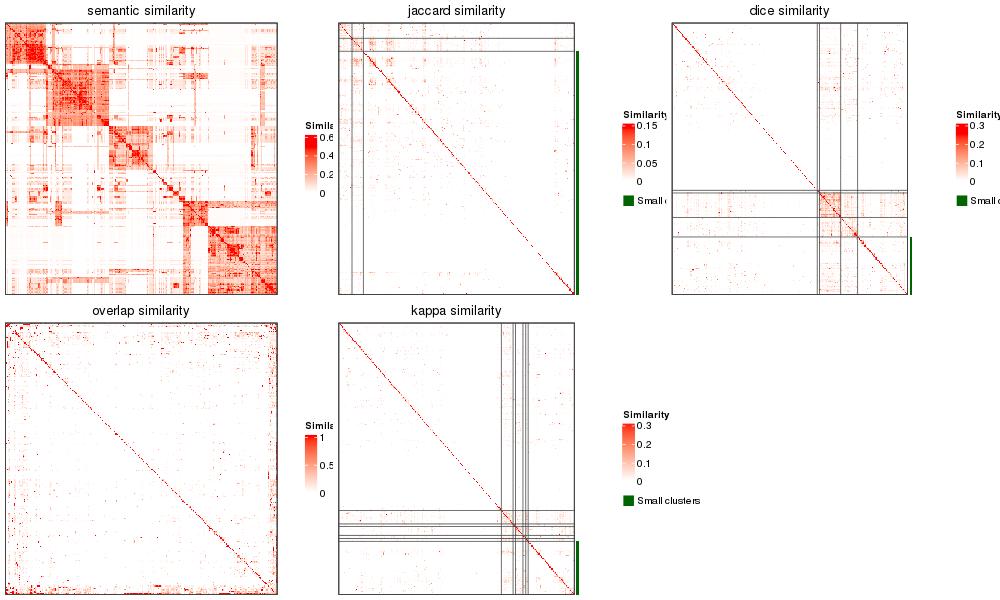 semantic similarity
jaccard similarity
dice similarity
Simila
0.6
0.4
0.2
0
Similarity
0.15
0.1
0.05
0
Small c
Similarity
0.3
0.2
0.1
0
Small c
overlap similarity
kappa similarity
Simila
1
0.5
0
Similarity
0.3
0.2
0.1
0
Small clusters